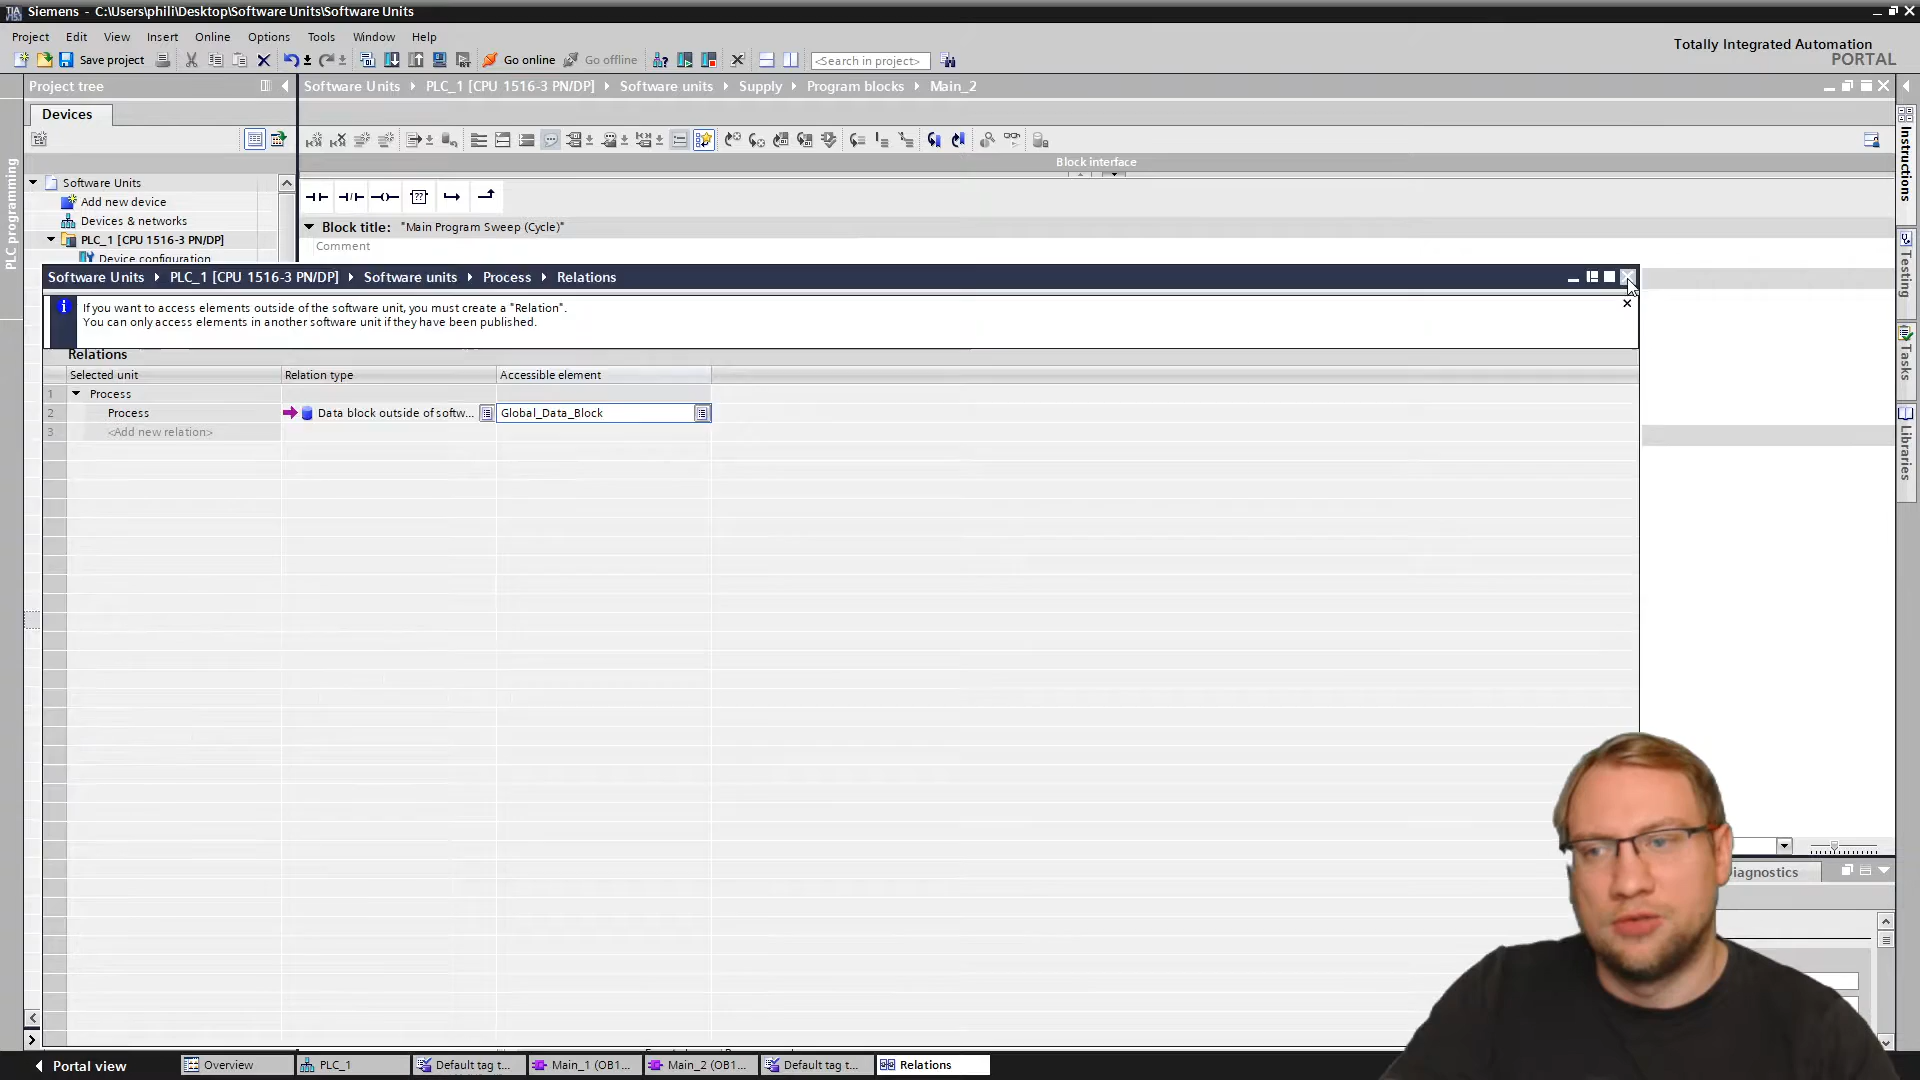 Siemens - C:\Users\phili\Desktop\Software Units\Software Units
Project Edit View Insert Online Options Tools Window Help
Totally Integrated Automation
PORTAL
Save project
Go online
Go offline
<Search in project>
Project tree
Software Units PLC_1 [CPU 1516-3 PN/DP] Software units Supply Program blocks Main_2
Devices
Block interface
PLC programming
Software Units
Add new device
Devices & networks
PLC_1 [CPU 1516-3 PN/DP]
Device configuration
??
Block title: "Main Program Sweep (Cycle)"
Comment
Instructions
Testing
Tasks
Libraries
Software Units PLC_1 [CPU 1516-3 PN/DP] Software units Process Relations
If you want to access elements outside of the software unit, you must create a "Relation".
You can only access elements in another software unit if they have been published.
Relations
Selected unit Relation type Accessible element
1 Process
2 Process Data block outside of softw... Global_Data_Block
3 <Add new relation>
Diagnostics
Portal view
Overview
PLC_1
Default tag t...
Main_1 (OB1...
Main_2 (OB1...
Default tag t...
Relations